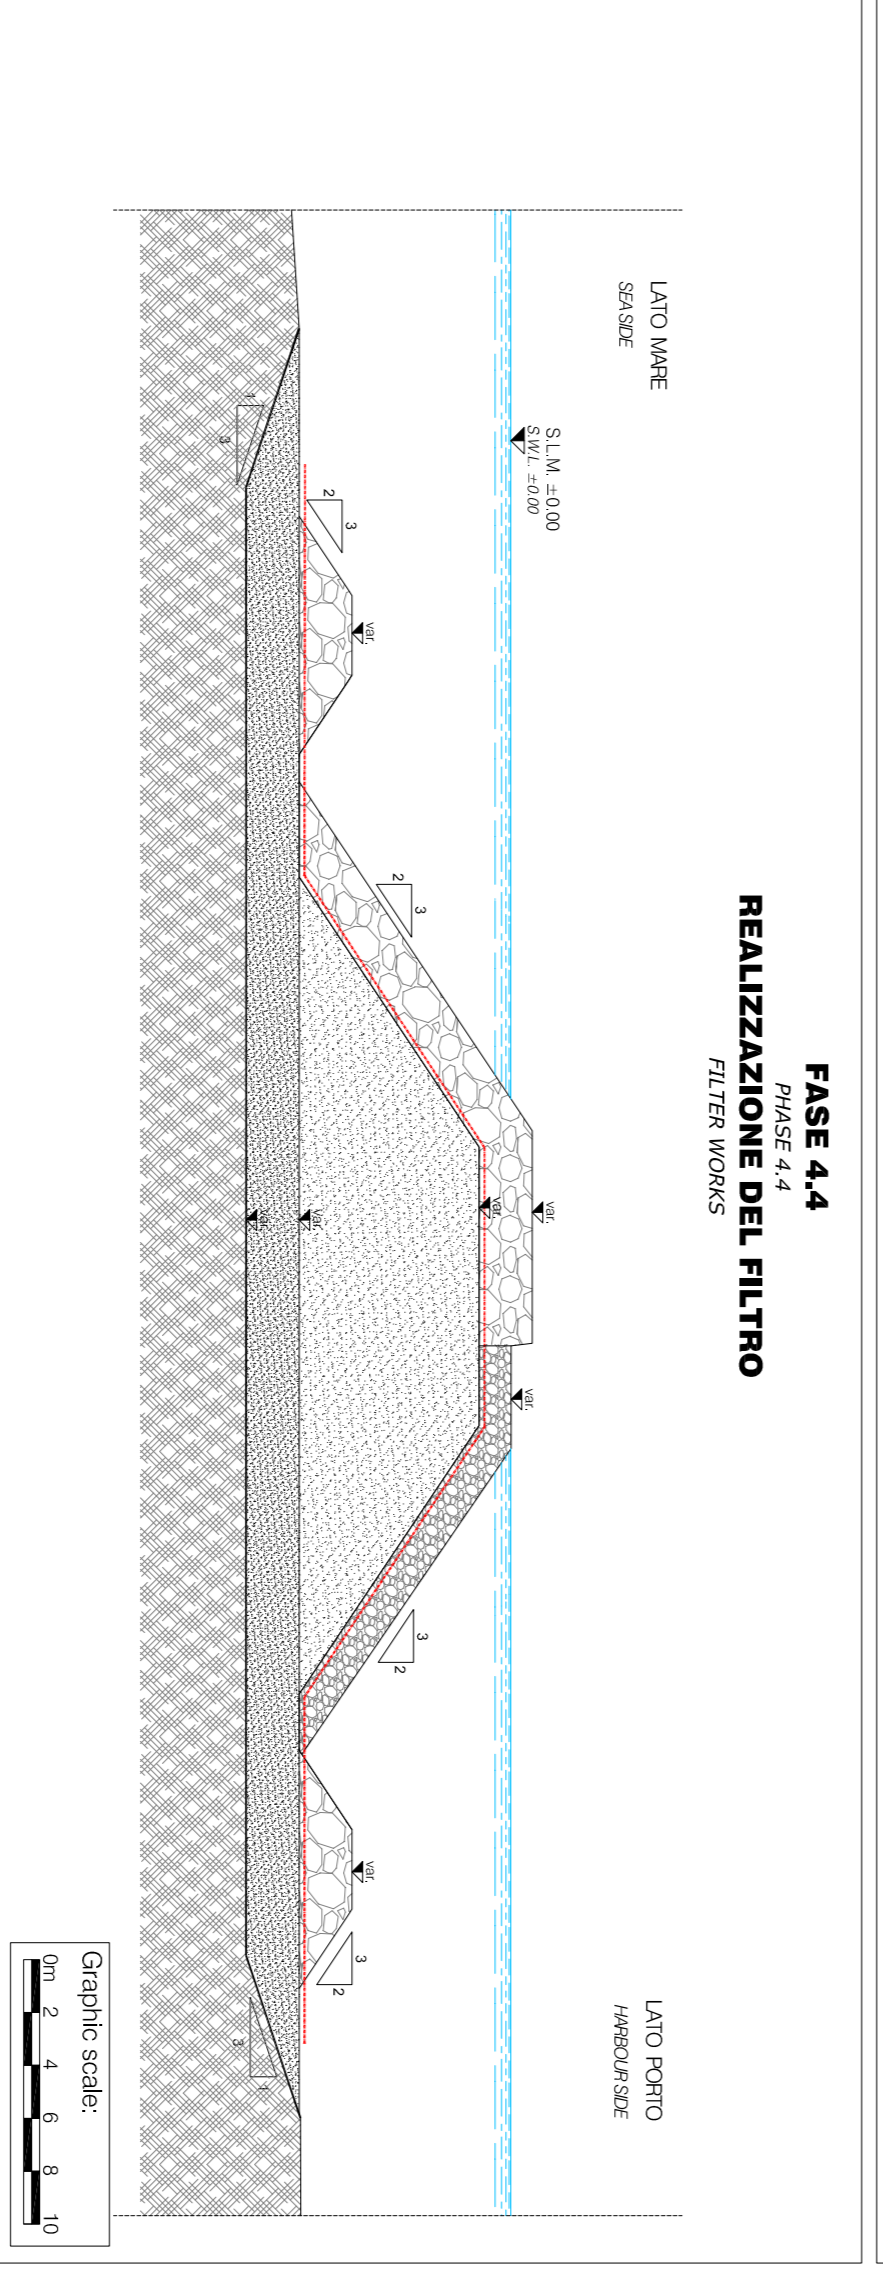 FASE 4.4
PHASE 4.4
REALIZZAZIONE DEL FILTRO
FILTER WORKS
LATO MARE
SEA SIDE
LATO PORTO
HARBOUR SIDE
S.L.M. ±0.00
S.W.L. ±0.00
var.
var.
var.
var.
var.
var.
var.
2
3
2
3
3
2
3
2
1
3
3
1
Graphic scale:
0m 2 4 6 8 10